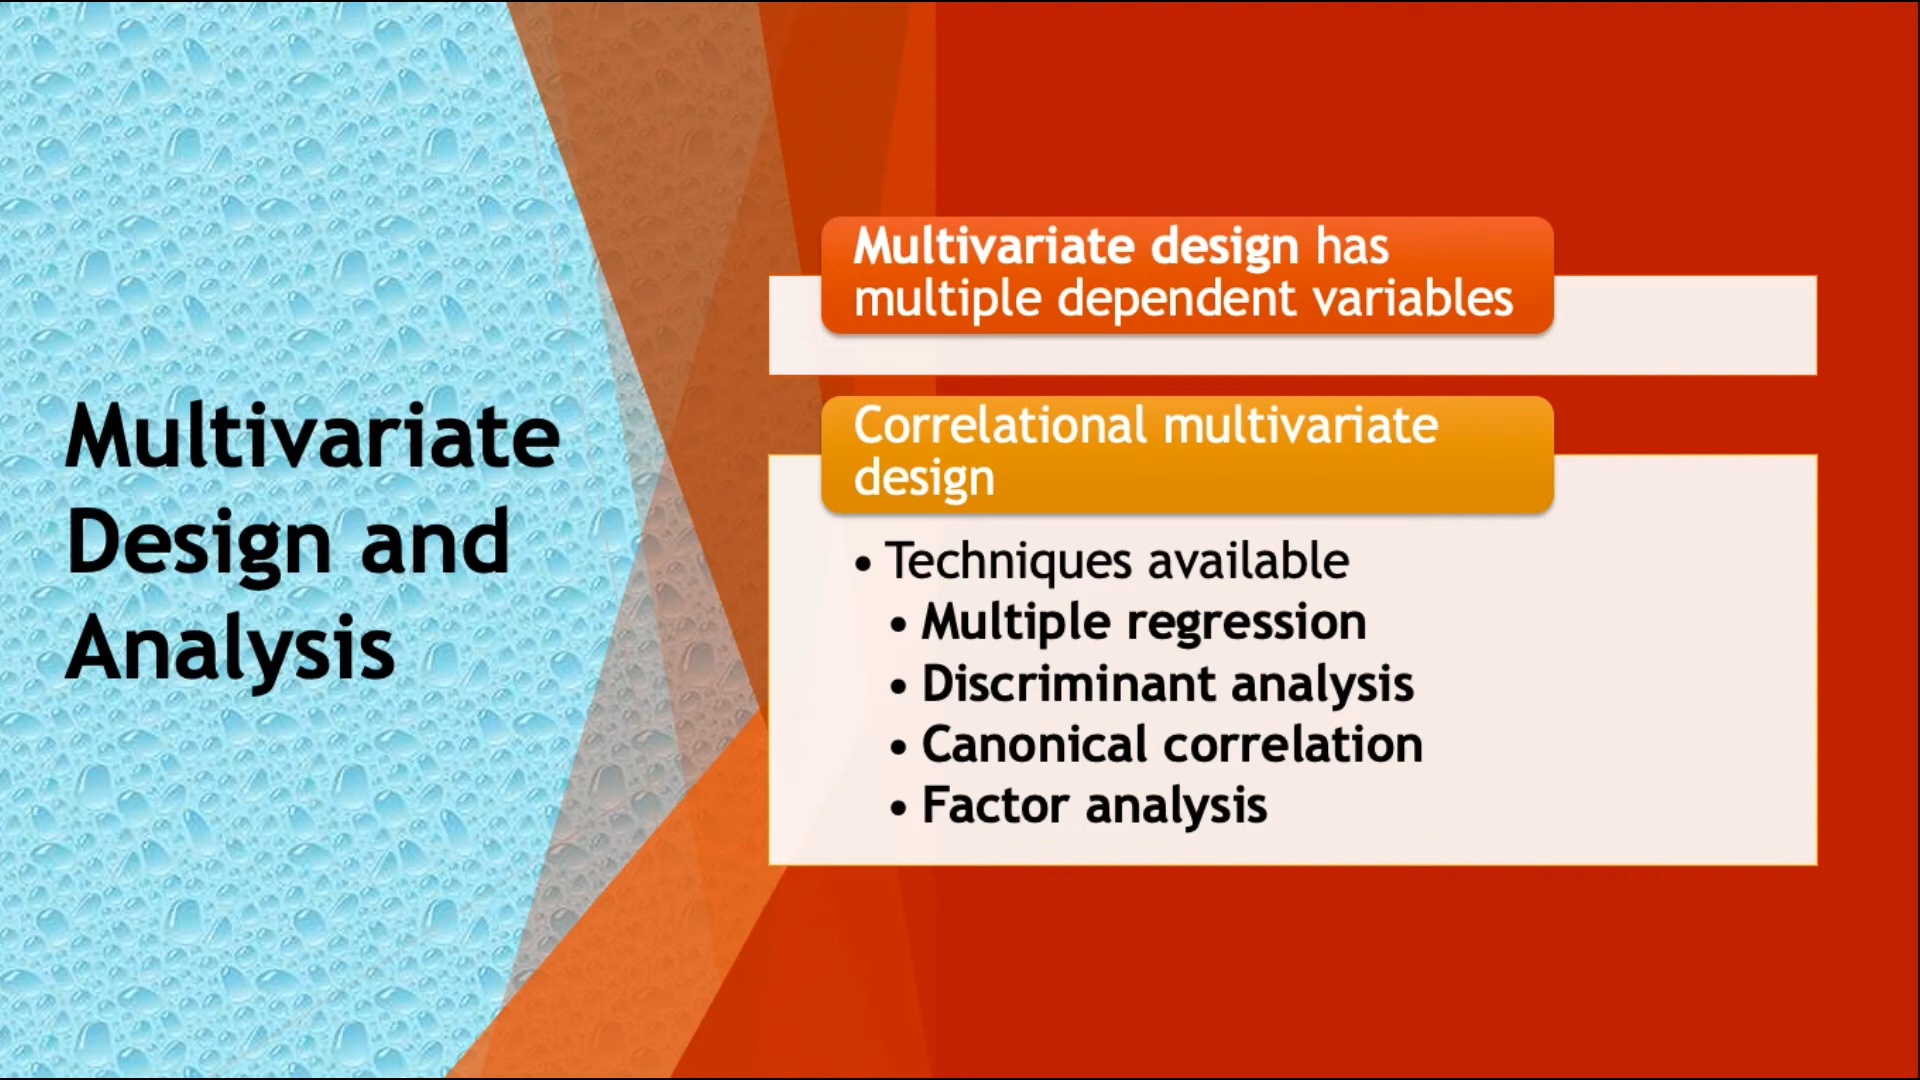 Multivariate
Design and
Analysis
Multivariate design has
multiple dependent variables
Correlational multivariate
design
• Techniques available
• Multiple regression
• Discriminant analysis
• Canonical correlation
• Factor analysis